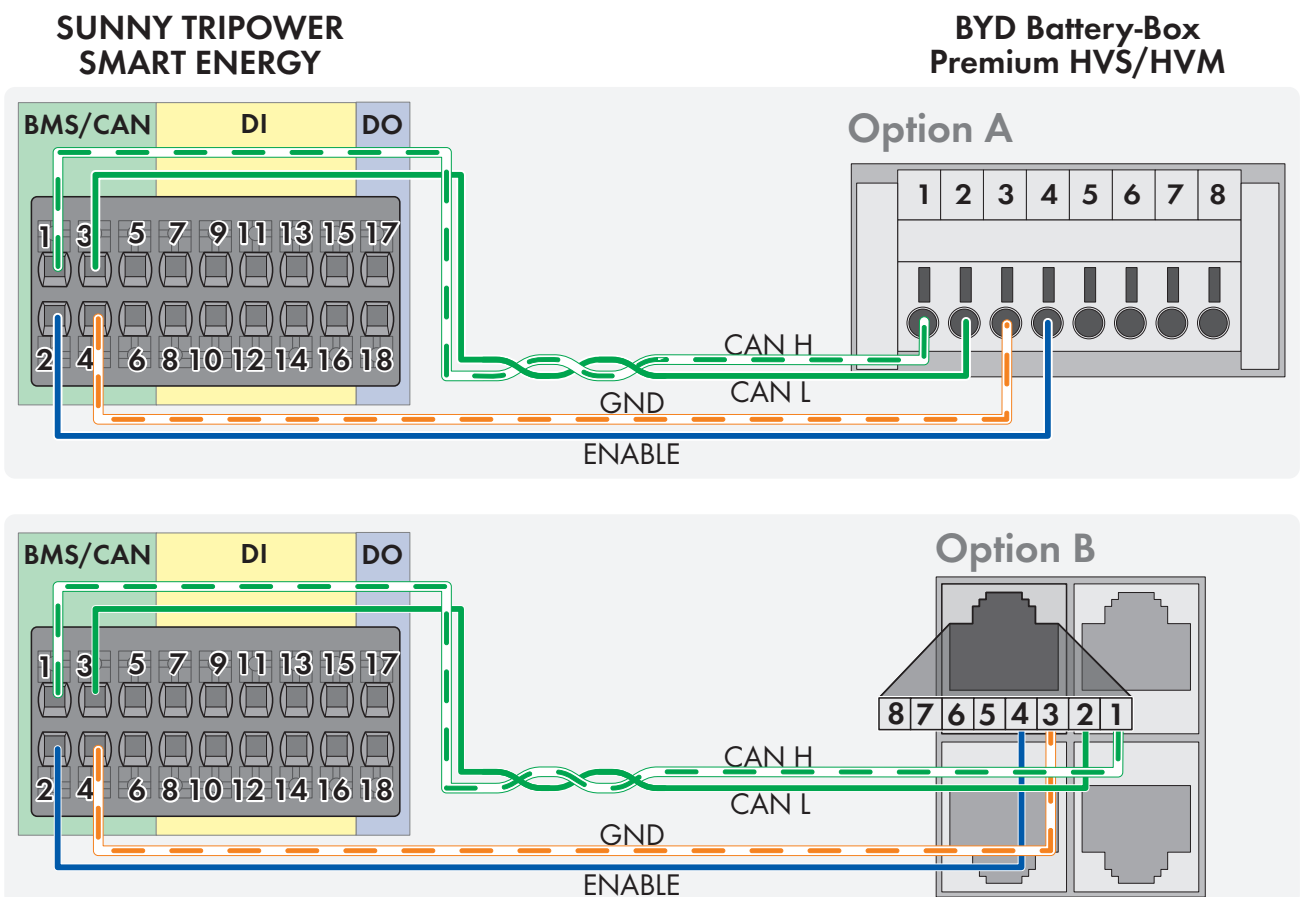 SUNNY TRIPOWER
SMART ENERGY
BYD Battery-Box
Premium HVS/HVM
BMS/CAN DI DO
Option A
1 2 3 4 5 6 7 8
1 3 5 7 9 11 13 15 17
2 4 6 8 10 12 14 16 18
CAN H
CAN L
GND
ENABLE
BMS/CAN DI DO
Option B
1 3 5 7 9 11 13 15 17
8 7 6 5 4 3 2 1
2 4 6 8 10 12 14 16 18
CAN H
CAN L
GND
ENABLE